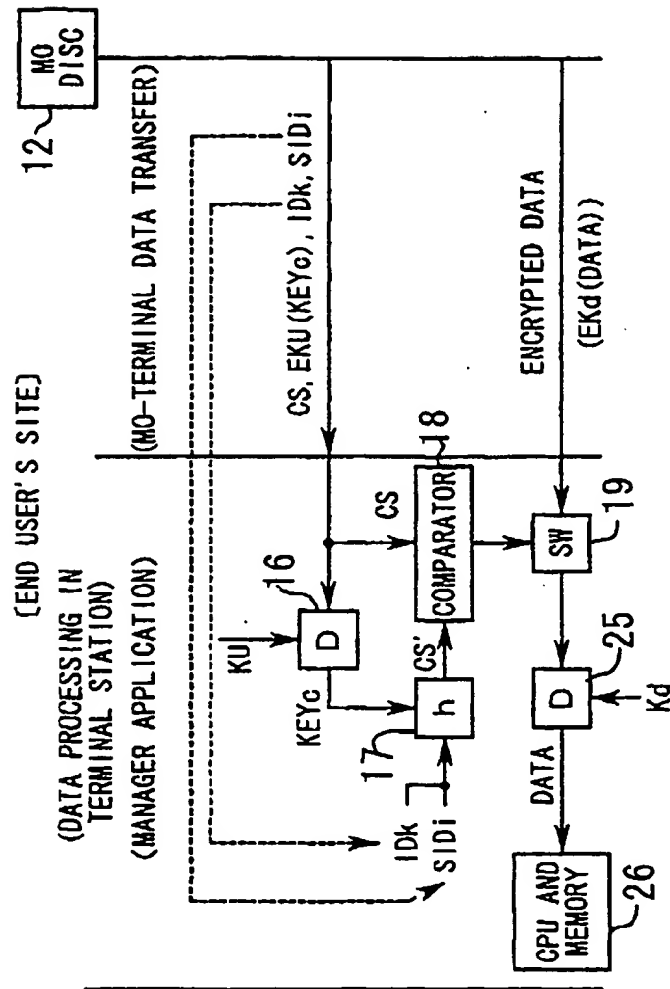 (END USER'S SITE)
(DATA PROCESSING IN
TERMINAL STATION)
(MANAGER APPLICATION)
(MO-TERMINAL DATA TRANSFER)
12
MO
DISC
CS, EKU(KEYc), IDk, SIDi
KU
D
16
KEYc
IDk
SIDi
17
h
CS'
CS
COMPARATOR
18
ENCRYPTED DATA
(EKd(DATA))
SW
19
D
25
Kd
DATA
CPU AND
MEMORY
26